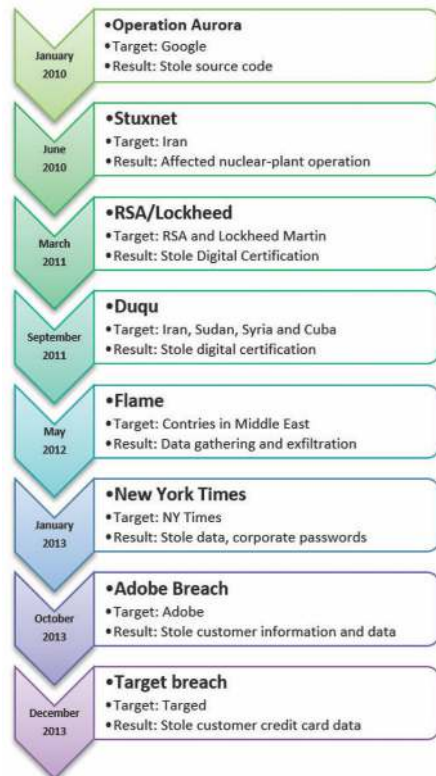 January
2010
•Operation Aurora
•Target: Google
•Result: Stole source code
June
2010
•Stuxnet
•Target: Iran
•Result: Affected nuclear-plant operation
March
2011
•RSA/Lockheed
•Target: RSA and Lockheed Martin
•Result: Stole Digital Certification
September
2011
•Duqu
•Target: Iran, Sudan, Syria and Cuba
•Result: Stole digital certification
May
2012
•Flame
•Target: Contries in Middle East
•Result: Data gathering and exfiltration
January
2013
•New York Times
•Target: NY Times
•Result: Stole data, corporate passwords
October
2013
•Adobe Breach
•Target: Adobe
•Result: Stole customer information and data
December
2013
•Target breach
•Target: Targed
•Result: Stole customer credit card data